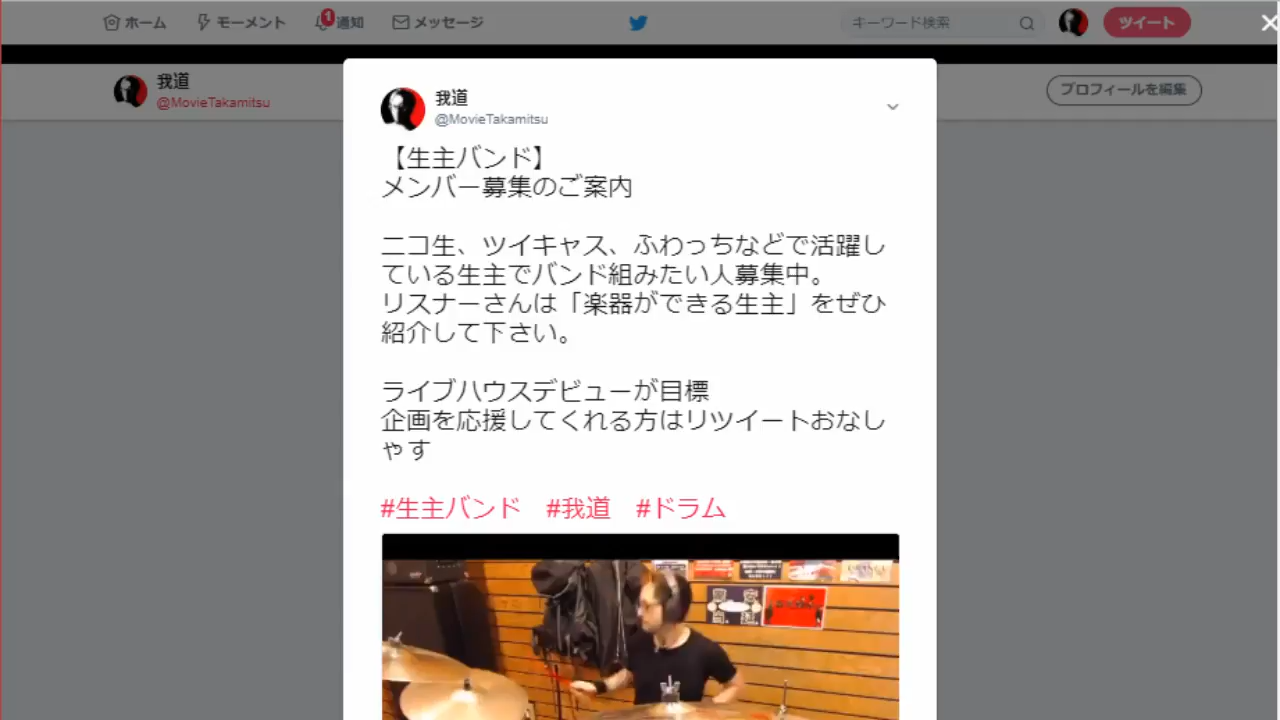 ホーム
モーメント
1
通知
メッセージ
キーワード検索
ツイート
我道
@MovieTakamitsu
プロフィールを編集
我道
@MovieTakamitsu
【生主バンド】
メンバー募集のご案内
ニコ生、ツイキャス、ふわっちなどで活躍し
ている生主でバンド組みたい人募集中。
リスナーさんは「楽器ができる生主」をぜひ
紹介して下さい。
ライブハウスデビューが目標
企画を応援してくれる方はリツイートおなし
ゃす
#生主バンド #我道 #ドラム